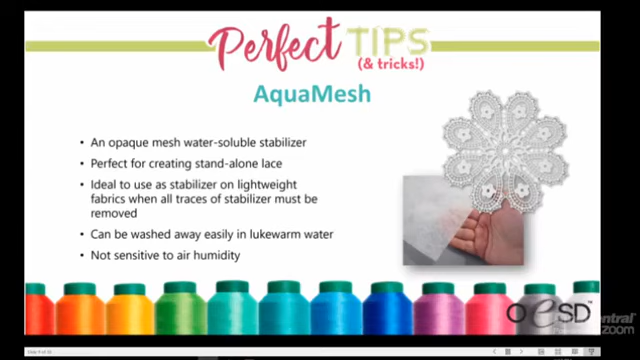 Perfect TIPS
(& tricks!)
AquaMesh
• An opaque mesh water-soluble stabilizer
• Perfect for creating stand-alone lace
• Ideal to use as stabilizer on lightweight
fabrics when all traces of stabilizer must be
removed
• Can be washed away easily in lukewarm water
• Not sensitive to air humidity
OeSD™
zoom